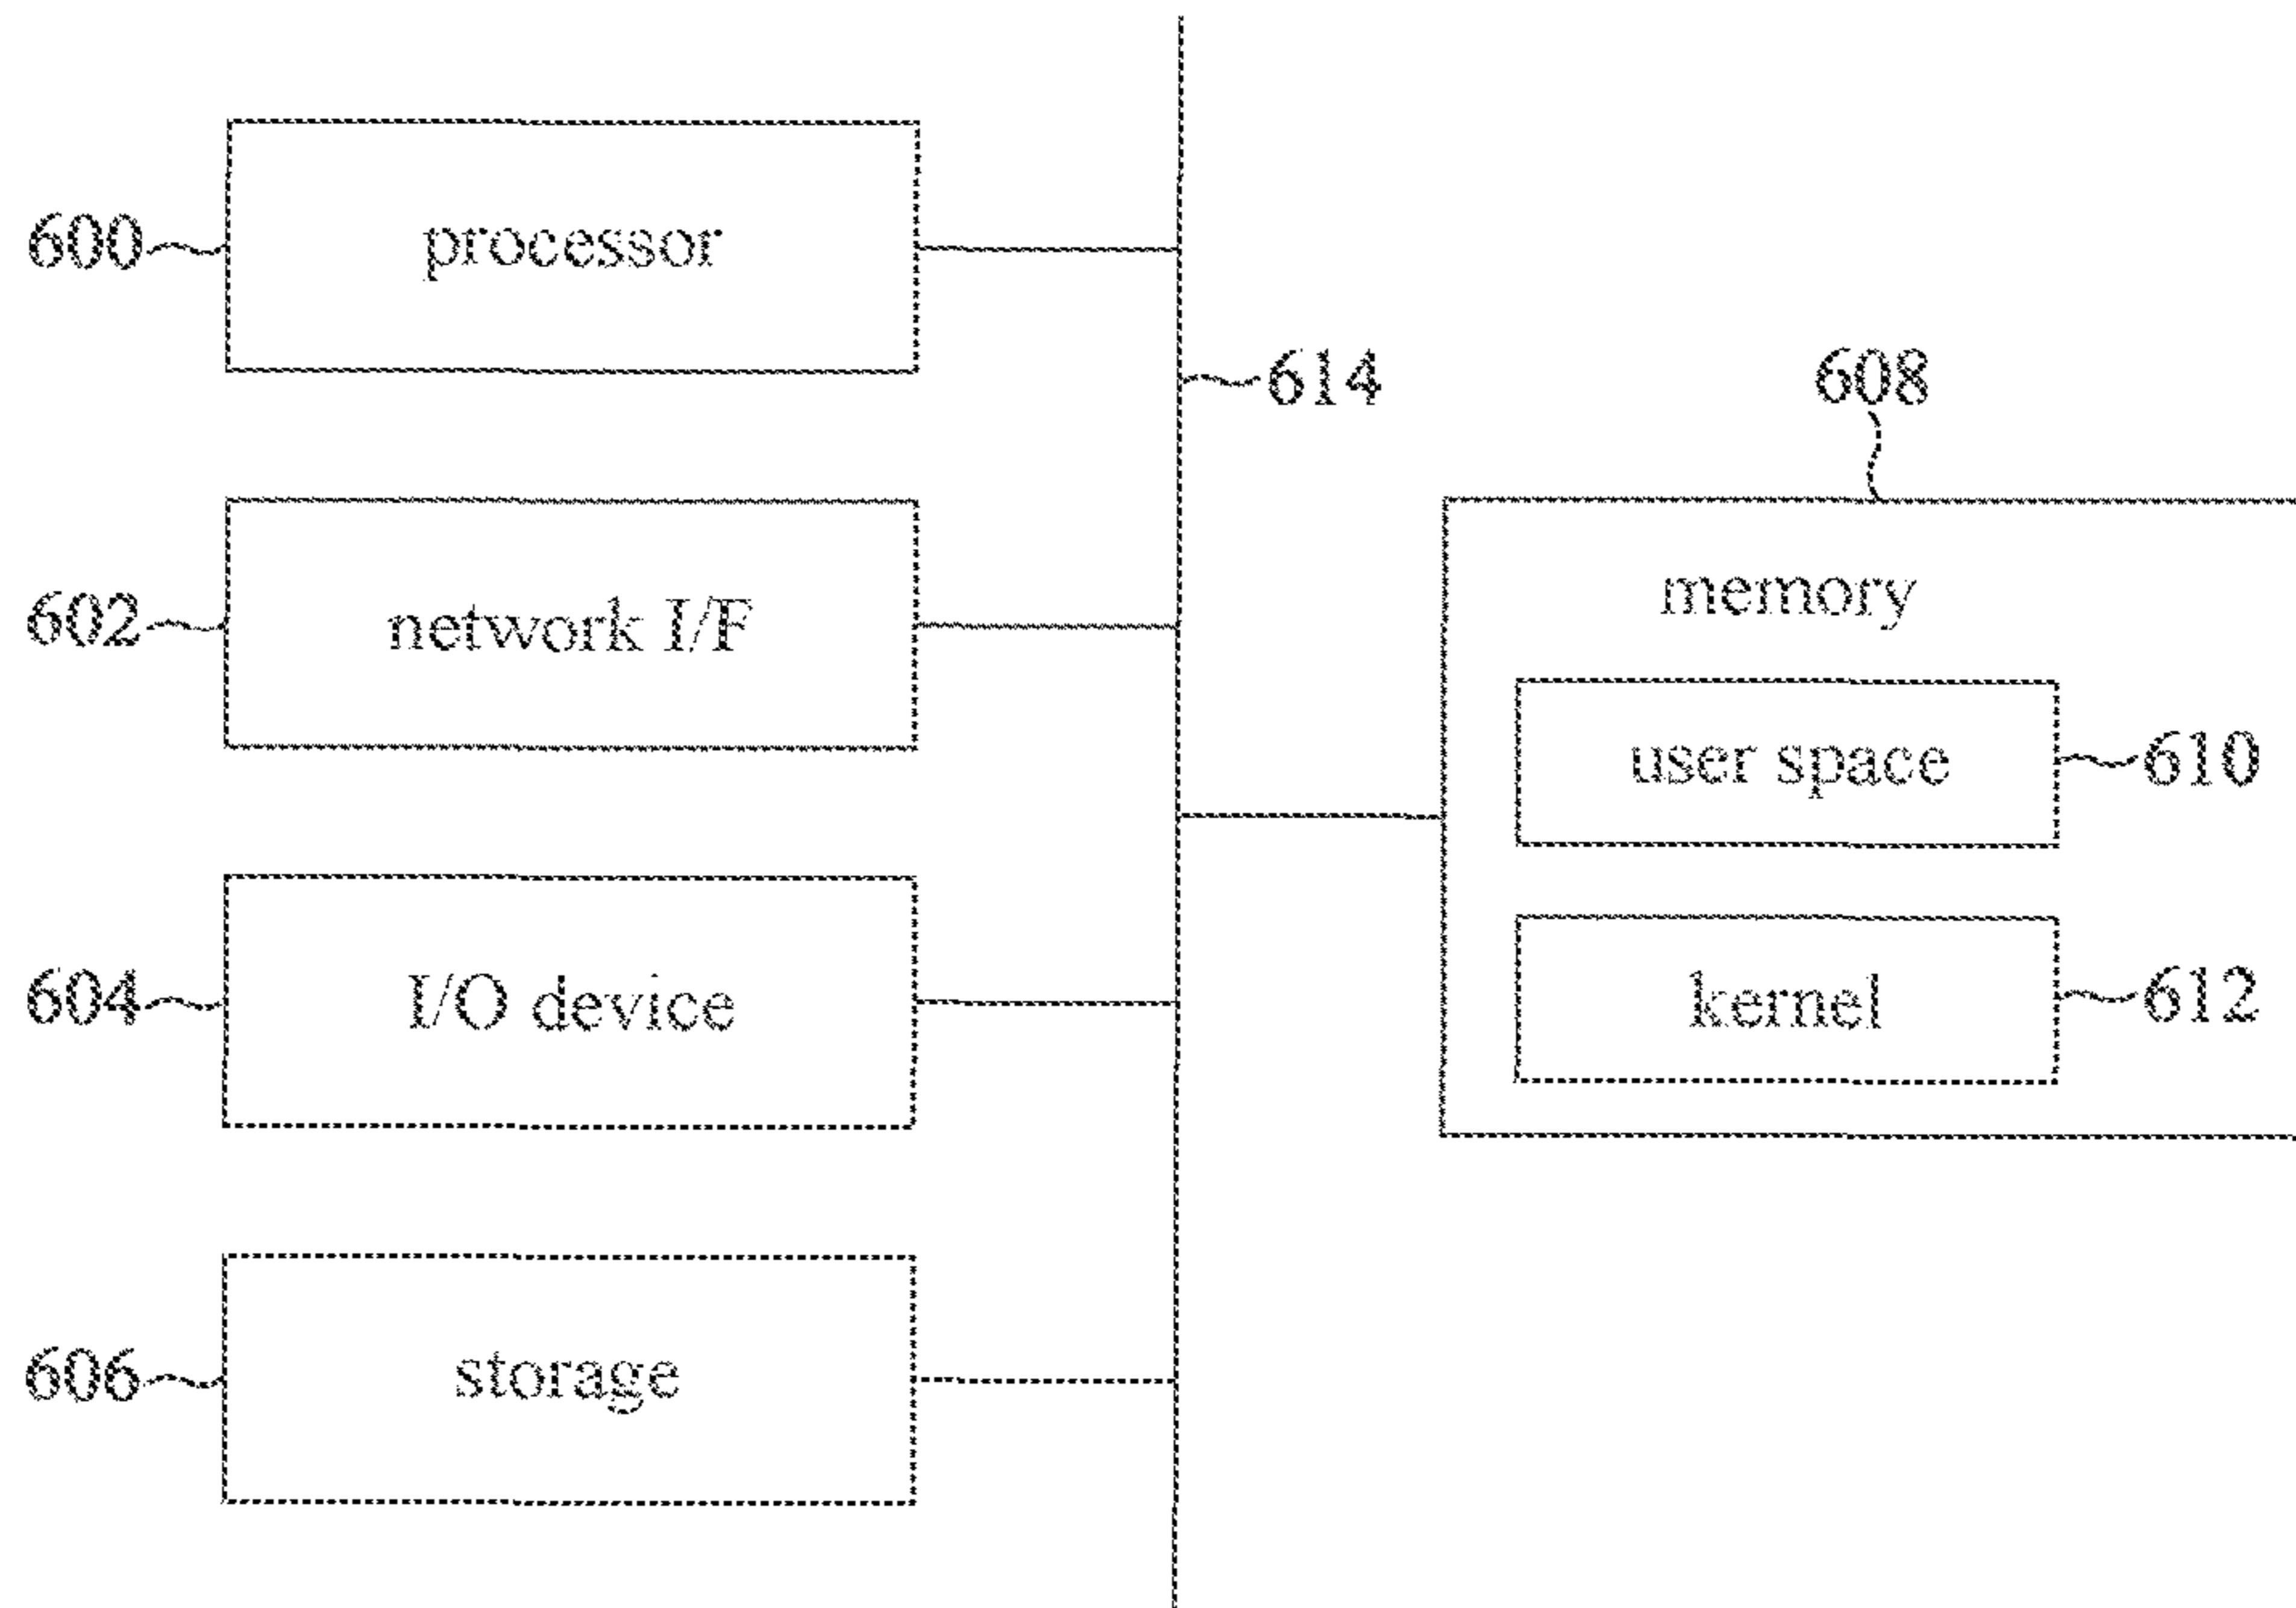 600 processor
614
608
602 network I/F
memory
user space 610
604 I/O device
kernel 612
606 storage